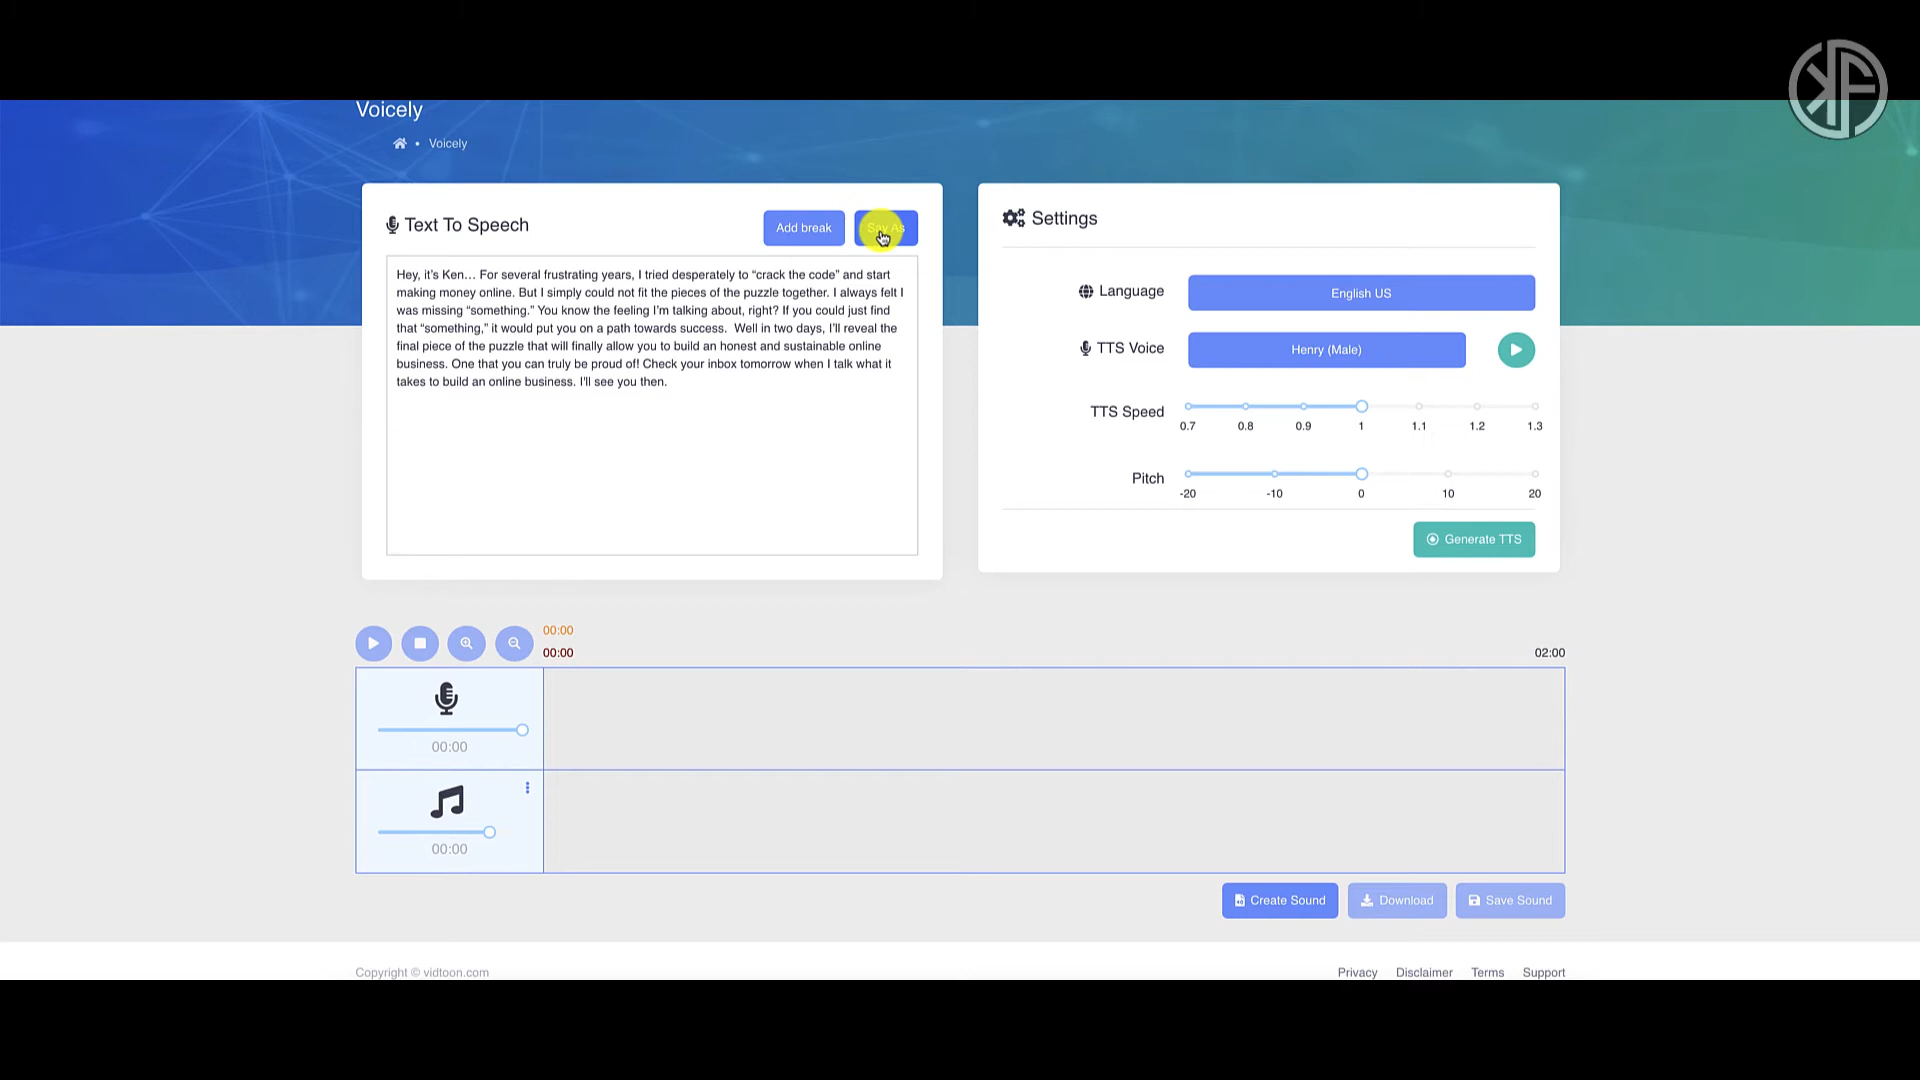 Voicely
Voicely
Text To Speech
Add break
Say As
Hey, it's Ken… For several frustrating years, I tried desperately to “crack the code” and start
making money online. But I simply could not fit the pieces of the puzzle together. I always felt I
was missing “something.” You know the feeling I'm talking about, right? If you could just find
that “something,” it would put you on a path towards success.  Well in two days, I'll reveal the
final piece of the puzzle that will finally allow you to build an honest and sustainable online
business. One that you can truly be proud of! Check your inbox tomorrow when I talk what it
takes to build an online business. I'll see you then.
Settings
Language
English US
TTS Voice
Henry (Male)
TTS Speed
0.7 0.8 0.9 1 1.1 1.2 1.3
Pitch
-20 -10 0 10 20
Generate TTS
00:00
00:00
02:00
00:00
00:00
Create Sound
Download
Save Sound
Copyright © vidtoon.com
Privacy Disclaimer Terms Support
KF